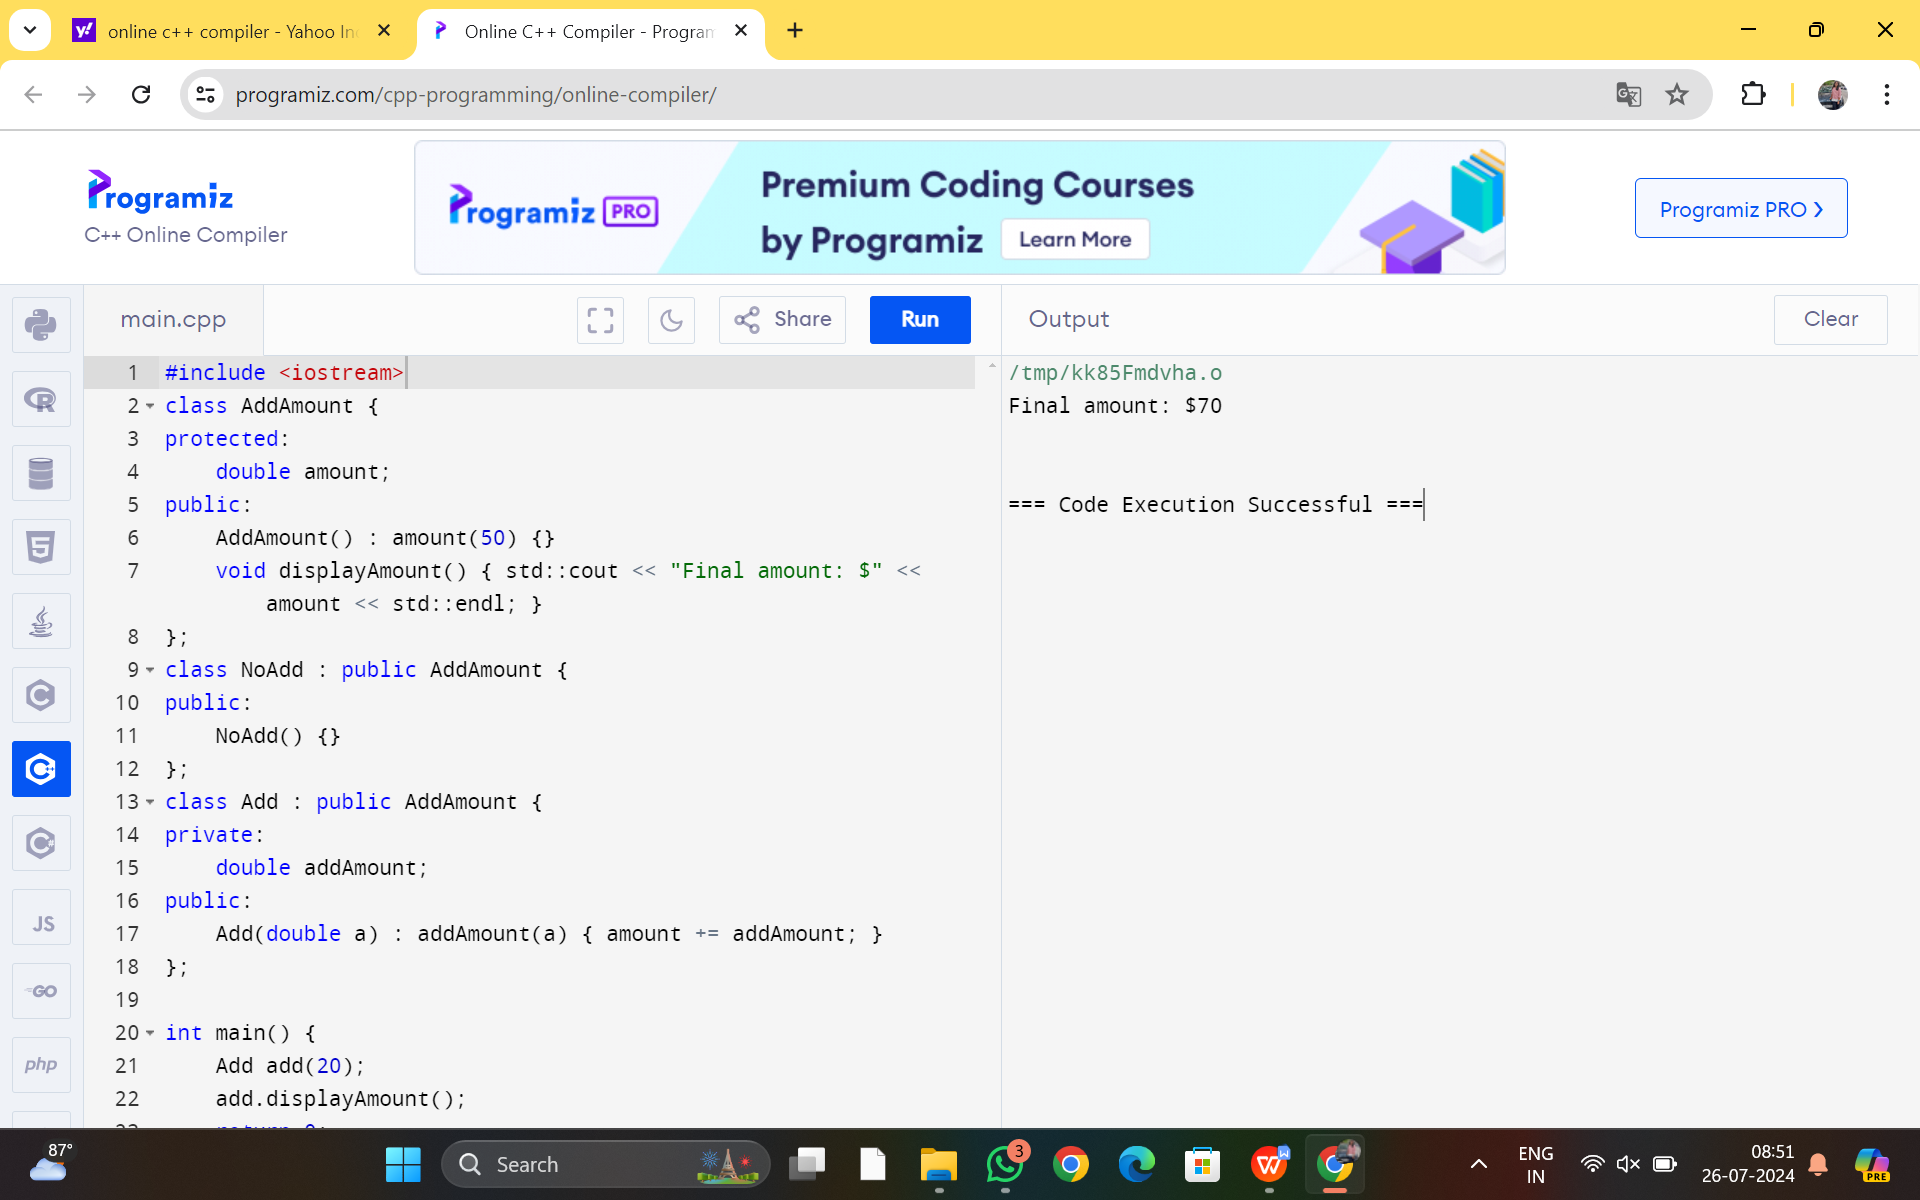 online c++ compiler - Yahoo In
Online C++ Compiler - Program
programiz.com/cpp-programming/online-compiler/
Programiz
C++ Online Compiler
Programiz PRO
Premium Coding Courses
by Programiz
Learn More
Programiz PRO
main.cpp
Share
Run
Output
Clear
1 #include <iostream>
2 class AddAmount {
3 protected:
4     double amount;
5 public:
6     AddAmount() : amount(50) {}
7     void displayAmount() { std::cout << "Final amount: $" <<
        amount << std::endl; }
8 };
9 class NoAdd : public AddAmount {
10 public:
11     NoAdd() {}
12 };
13 class Add : public AddAmount {
14 private:
15     double addAmount;
16 public:
17     Add(double a) : addAmount(a) { amount += addAmount; }
18 };
19
20 int main() {
21     Add add(20);
22     add.displayAmount();
/tmp/kk85Fmdvha.o
Final amount: $70
=== Code Execution Successful ===
JS
GO
php
87°
Search
3
ENG
IN
08:51
26-07-2024
PRE